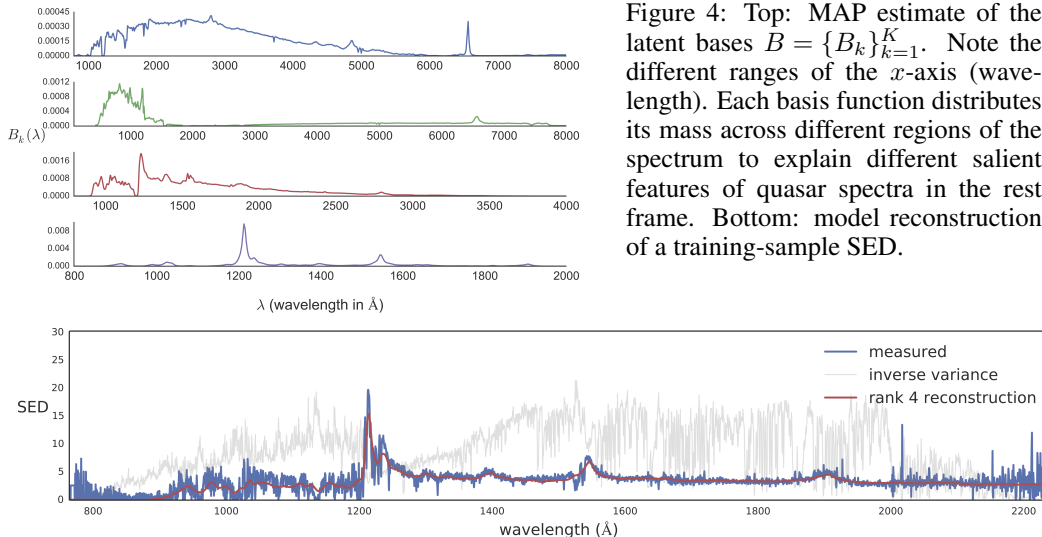 0.00045
0.00030
0.00015
0.00000
1000 2000 3000 4000 5000 6000 7000 8000
0.0012
0.0008
0.0004
0.0000
1000 2000 3000 4000 5000 6000 7000 8000
B_k(λ)
0.0016
0.0008
0.0000
1000 1500 2000 2500 3000 3500 4000
0.008
0.004
0.000
800 1000 1200 1400 1600 1800 2000
λ (wavelength in Å)
Figure 4: Top: MAP estimate of the
latent bases B = {B_k}_{k=1}^K. Note the
different ranges of the x-axis (wave-
length). Each basis function distributes
its mass across different regions of the
spectrum to explain different salient
features of quasar spectra in the rest
frame. Bottom: model reconstruction
of a training-sample SED.
30
25
20
15
10
5
0
SED
measured
inverse variance
rank 4 reconstruction
800 1000 1200 1400 1600 1800 2000 2200
wavelength (Å)